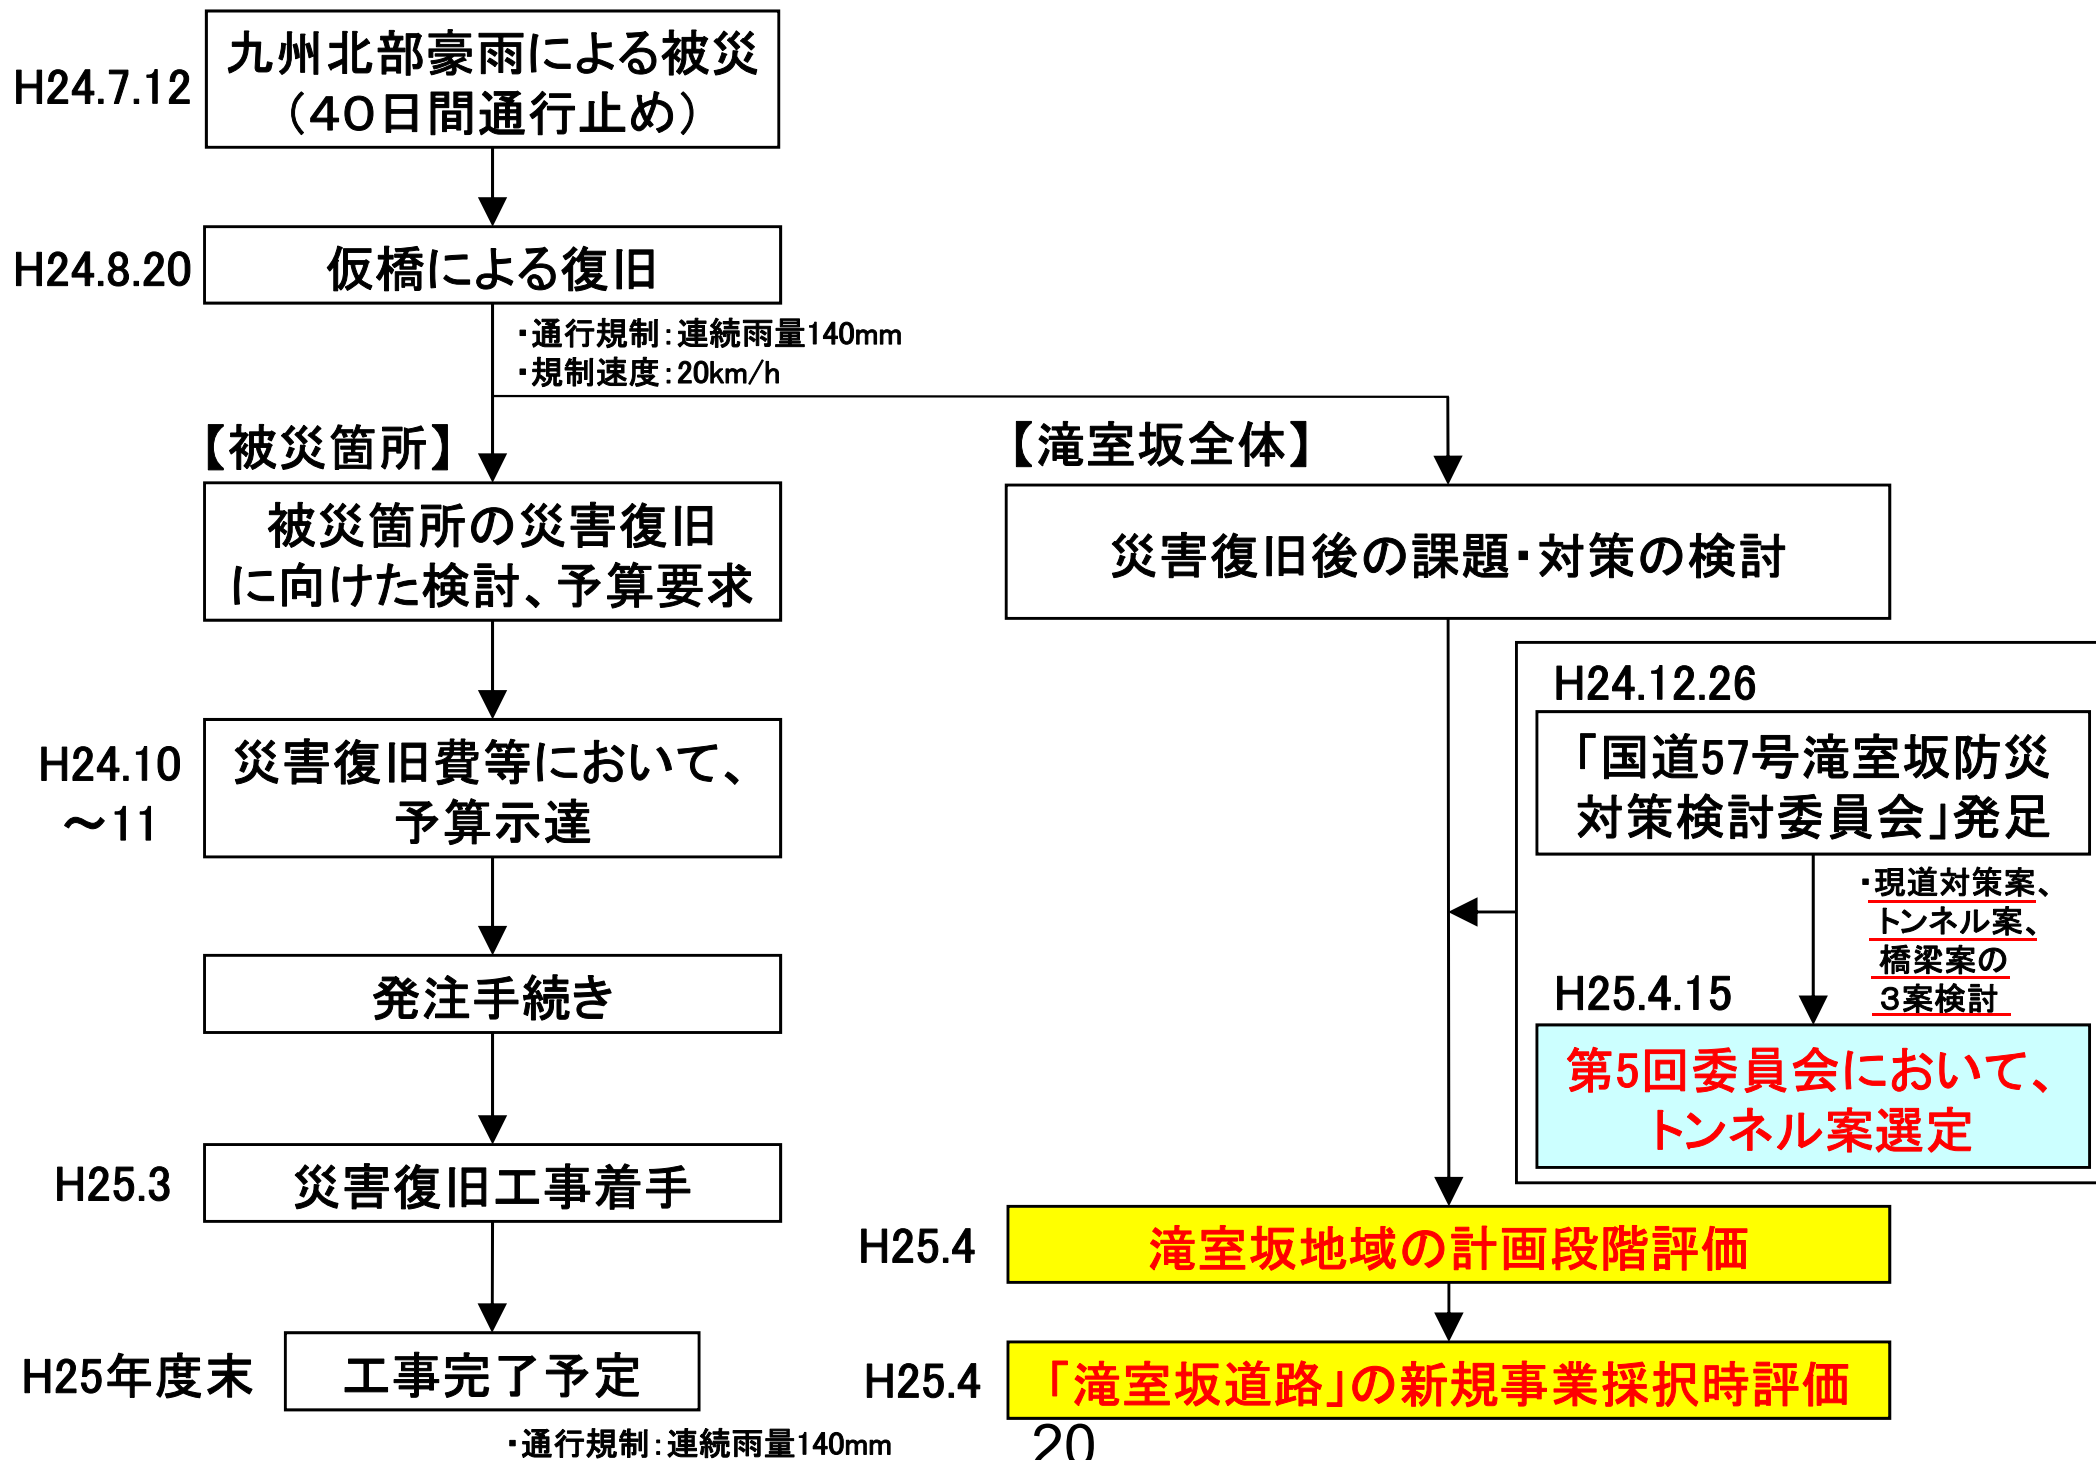 H24.7.12
九州北部豪雨による被災
(40日間通行止め)
H24.8.20
仮橋による復旧
・通行規制：連続雨量140mm
・規制速度：20km/h
【被災箇所】
被災箇所の災害復旧
に向けた検討、予算要求
H24.10
～11
災害復旧費等において、
予算示達
発注手続き
H25.3
災害復旧工事着手
H25年度末
工事完了予定
・通行規制：連続雨量140mm
【滝室坂全体】
災害復旧後の課題・対策の検討
H24.12.26
「国道57号滝室坂防災
対策検討委員会」発足
・現道対策案、
トンネル案、
橋梁案の
3案検討
H25.4.15
第5回委員会において、
トンネル案選定
H25.4
滝室坂地域の計画段階評価
H25.4
「滝室坂道路」の新規事業採択時評価
20